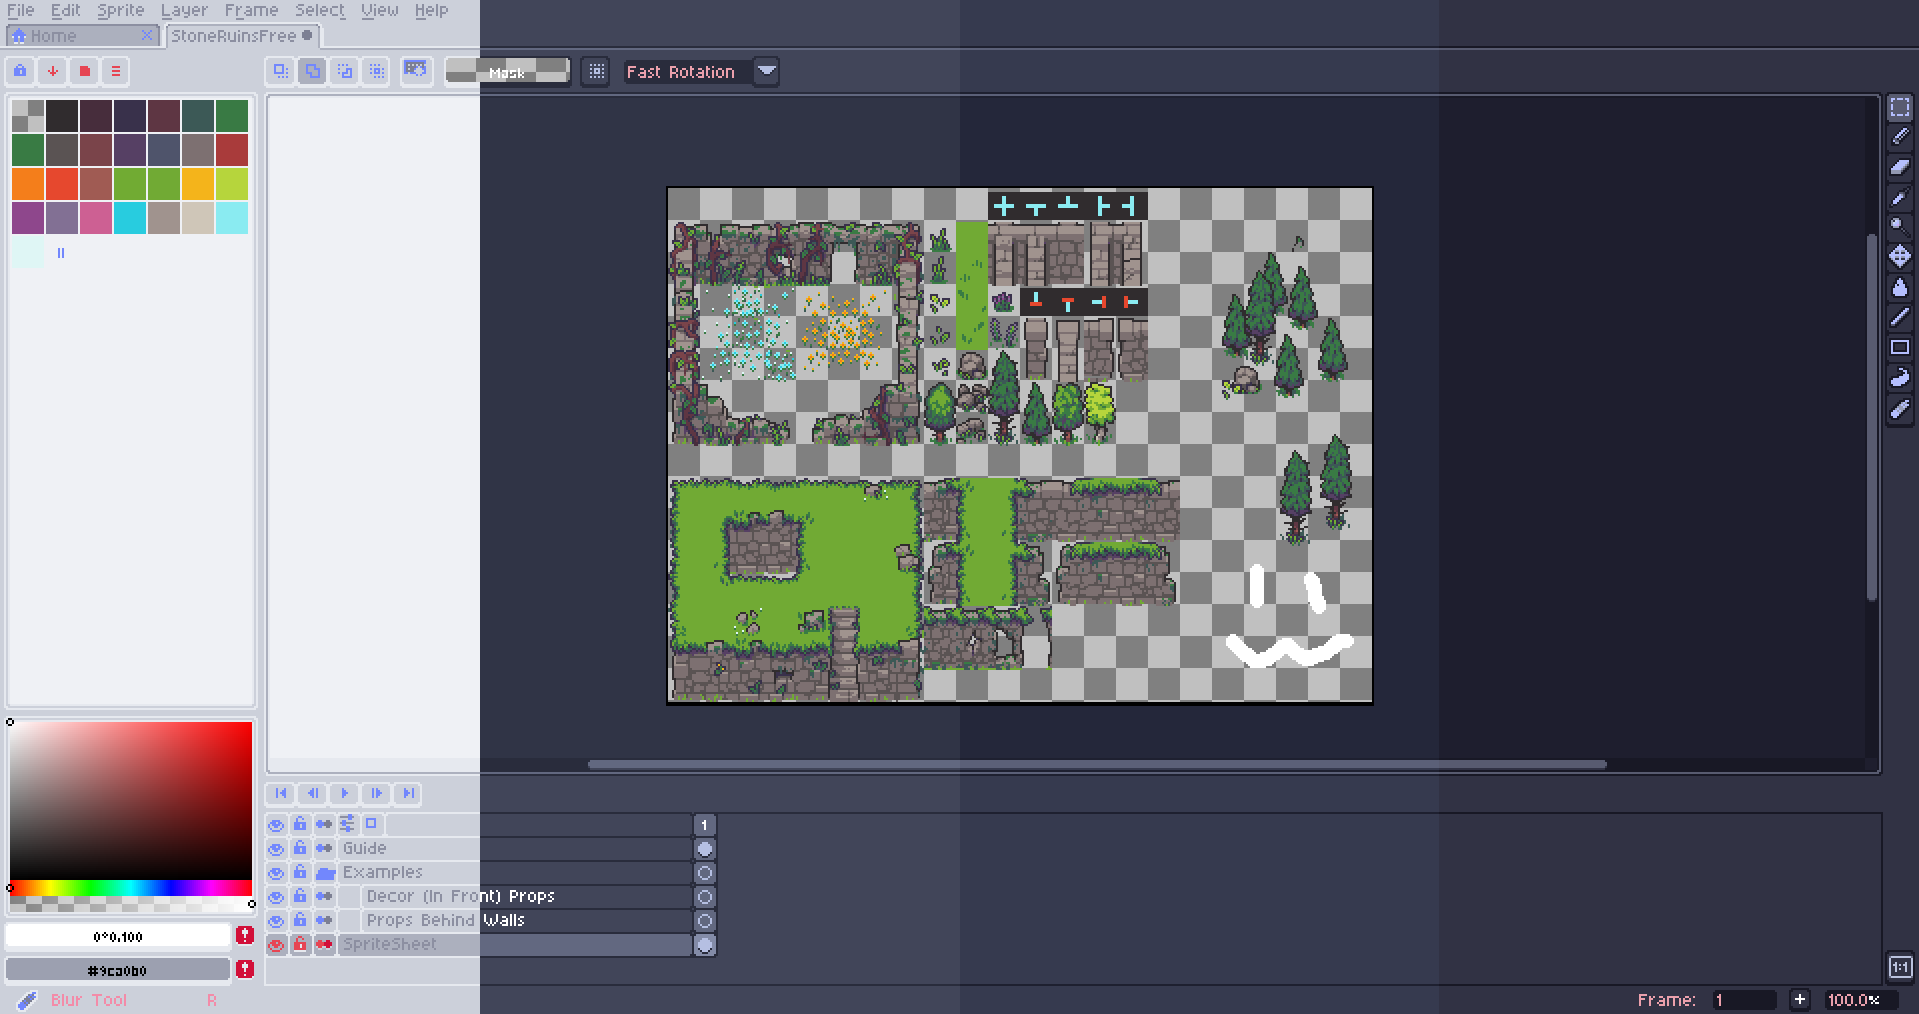 File Edit Sprite Layer Frame Select View Help
Home StoneRuinsFree
Mask Fast Rotation
1
Guide
Examples
Decor (In Front) Props
Props Behind Walls
SpriteSheet
0°0,100
#9ca0b0
1:1
Blur Tool R Frame: 1 + 100.0%